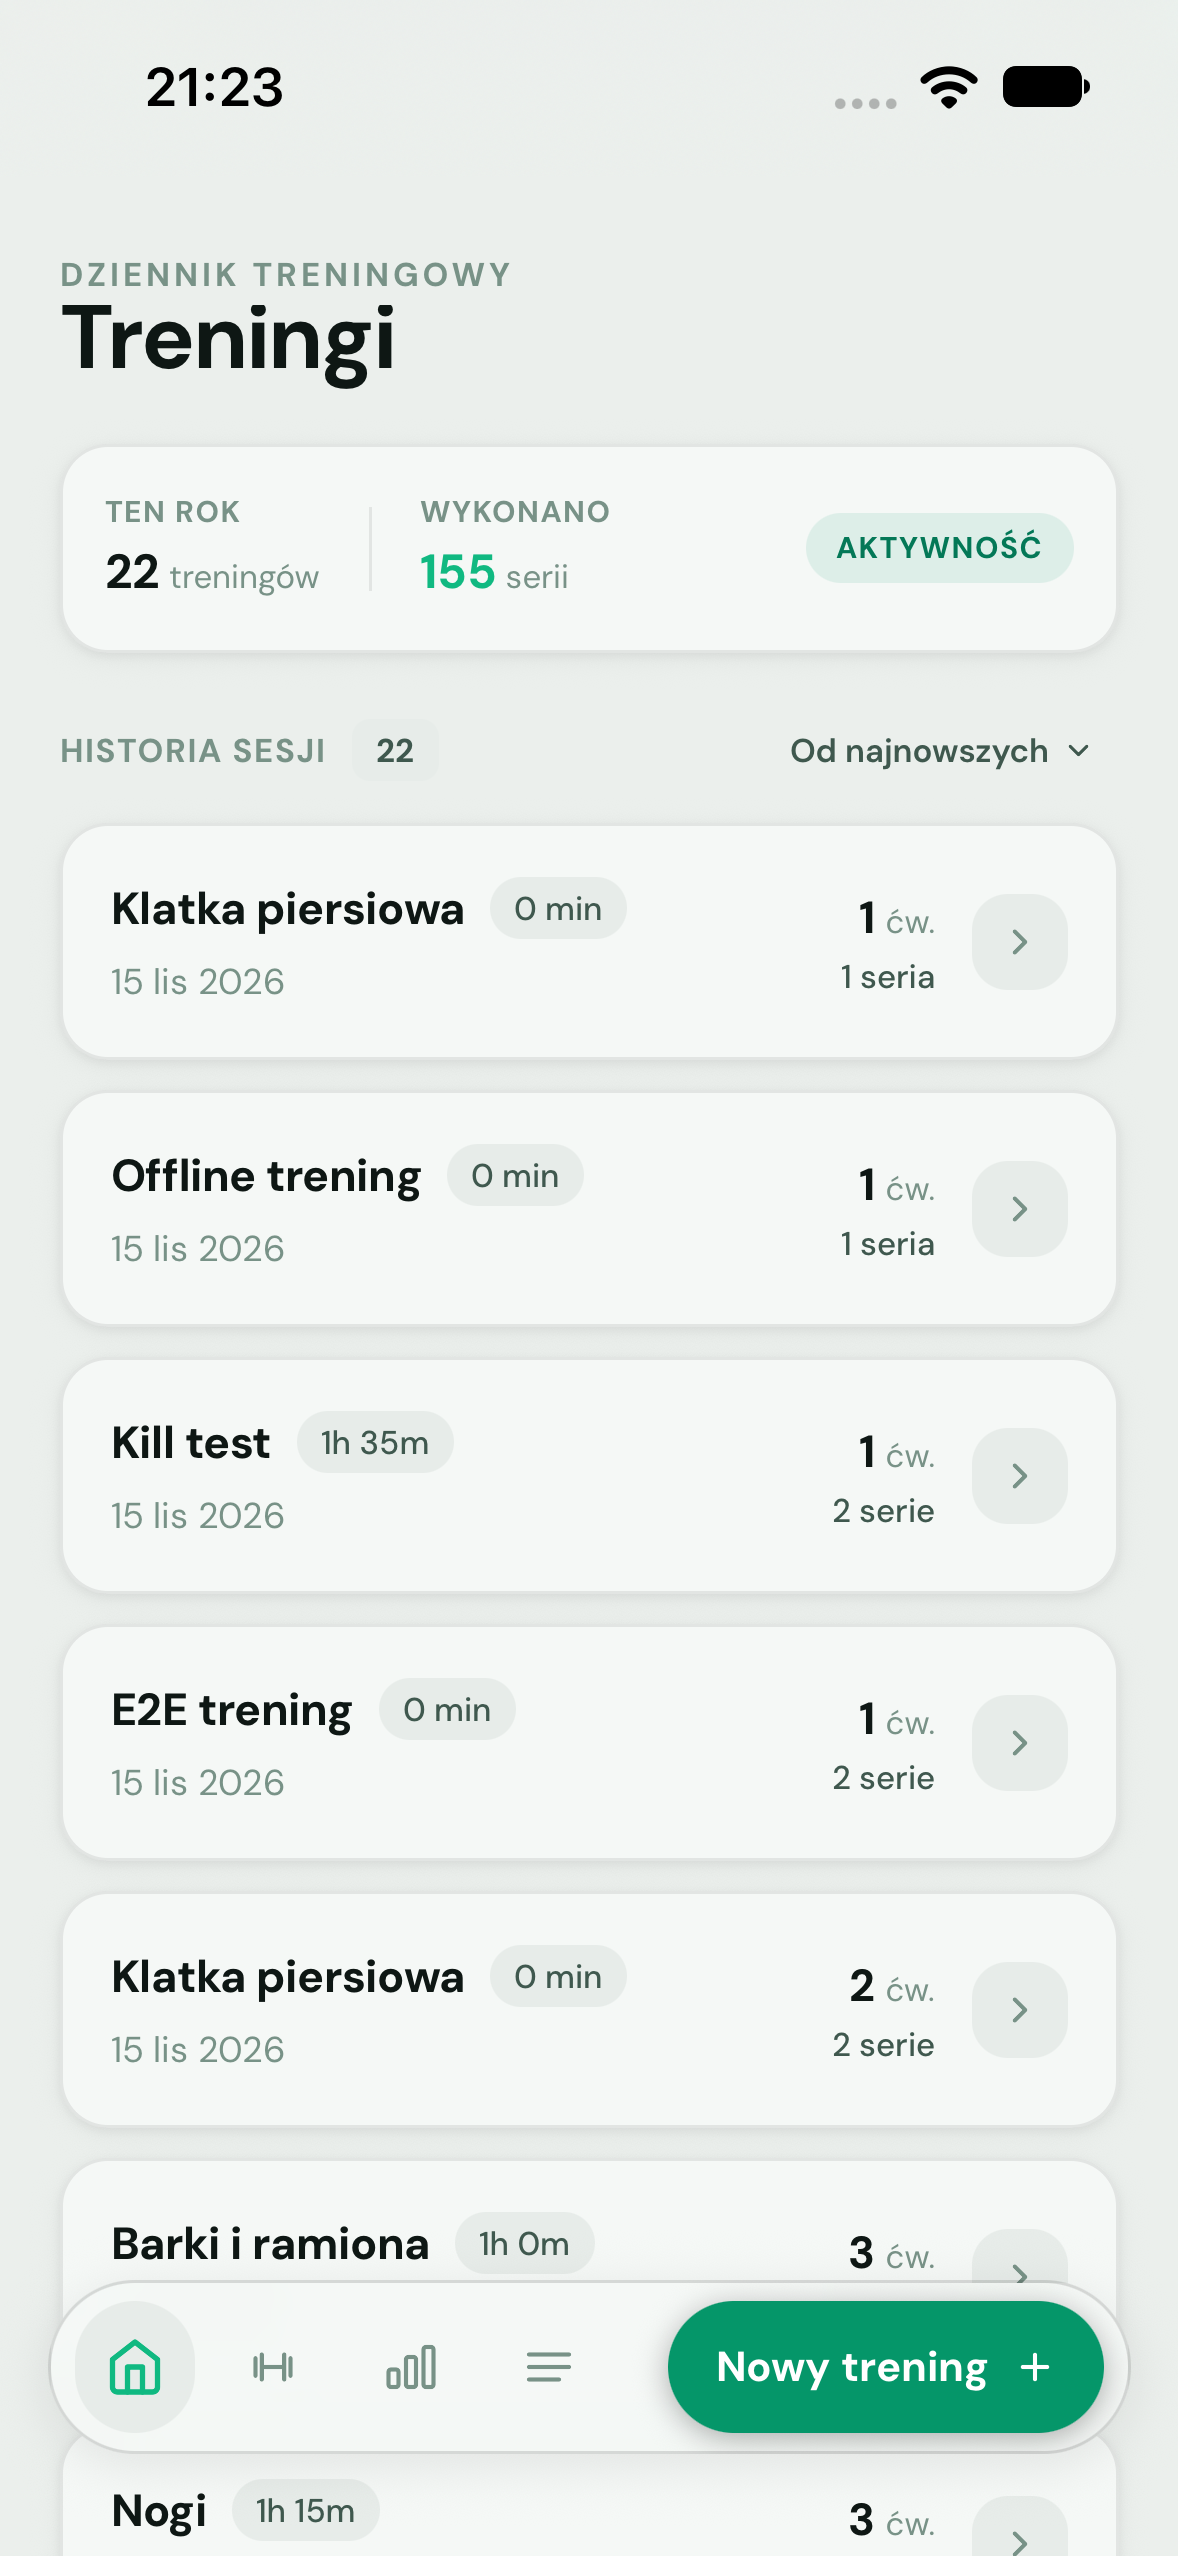 21:23
DZIENNIK TRENINGOWY
Treningi
TEN ROK
22 treningów
WYKONANO
155 serii
AKTYWNOŚĆ
HISTORIA SESJI 22
Od najnowszych
Klatka piersiowa 0 min
15 lis 2026
1 ćw.
1 seria
Offline trening 0 min
15 lis 2026
1 ćw.
1 seria
Kill test 1h 35m
15 lis 2026
1 ćw.
2 serie
E2E trening 0 min
15 lis 2026
1 ćw.
2 serie
Klatka piersiowa 0 min
15 lis 2026
2 ćw.
2 serie
Barki i ramiona 1h 0m
3 ćw.
Nowy trening +
Nogi 1h 15m
3 ćw.